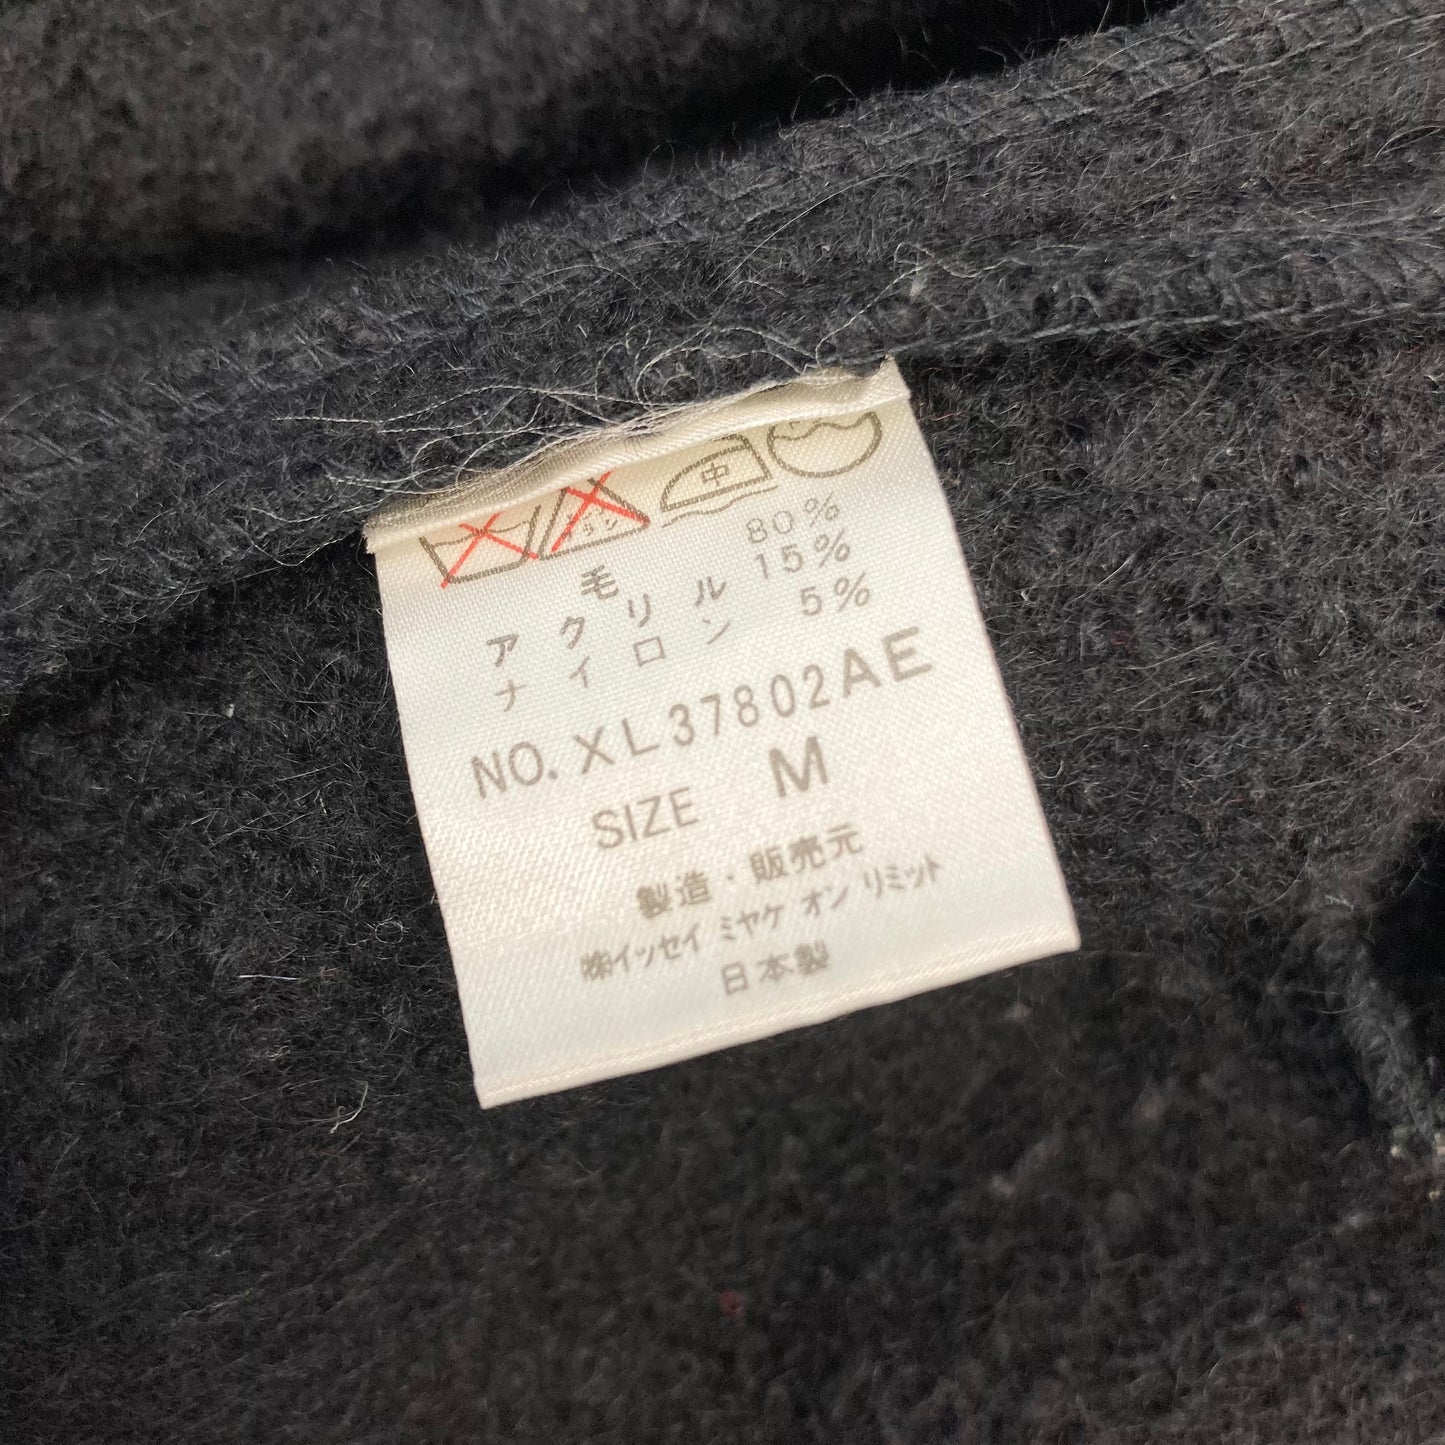 中
毛 80%
アクリル 15%
ナイロン 5%
NO. XL37802AE
SIZE M
製造・販売元
㈱イッセイ ミヤケ オン リミット
日本製